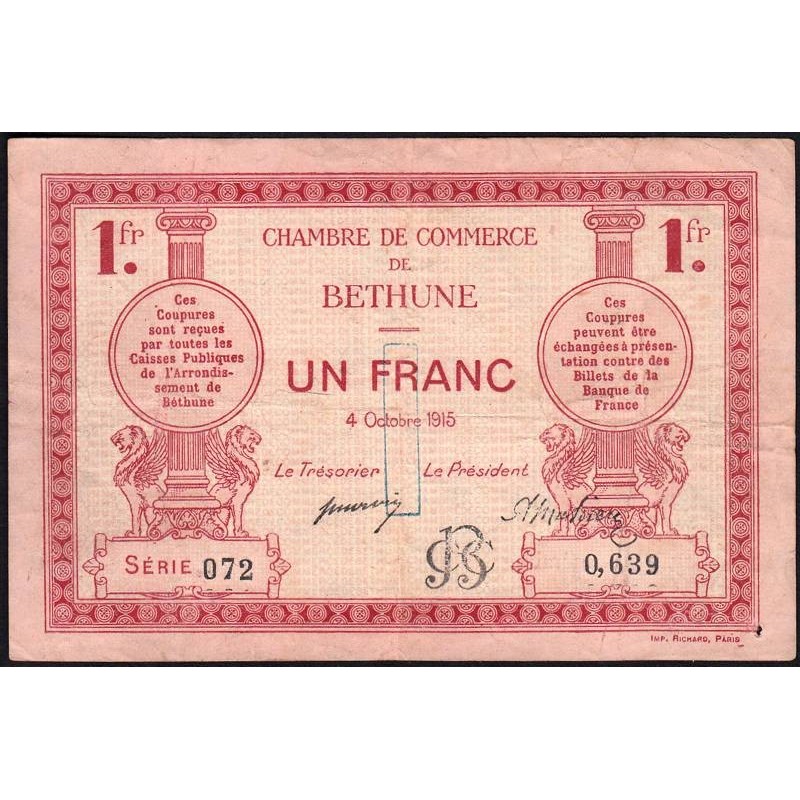 1.fr
1.fr
CHAMBRE DE COMMERCE
DE
BETHUNE
UN FRANC
4 Octobre 1915
Ces
Coupures
sont reçues
par toutes les
Caisses Publiques
de l'Arrondis-
sement de
Béthune
Ces
Couppres
peuvent être
échangées à présen-
tation contre des
Billets de la
Banque de
France
Le Trésorier
Le Président
SÉRIE 072
0,639
IMP. RICHARD, PARIS